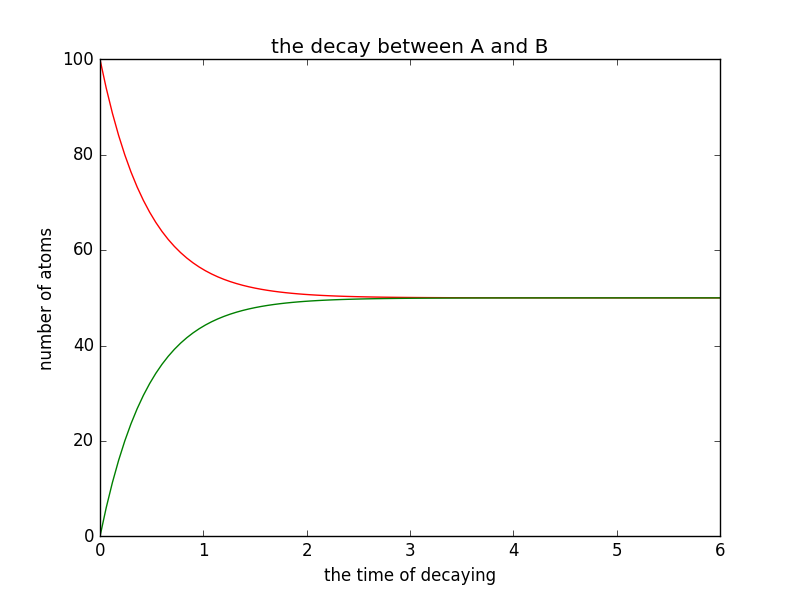 the decay between A and B
100
80
60
40
20
0
number of atoms
0 1 2 3 4 5 6
the time of decaying